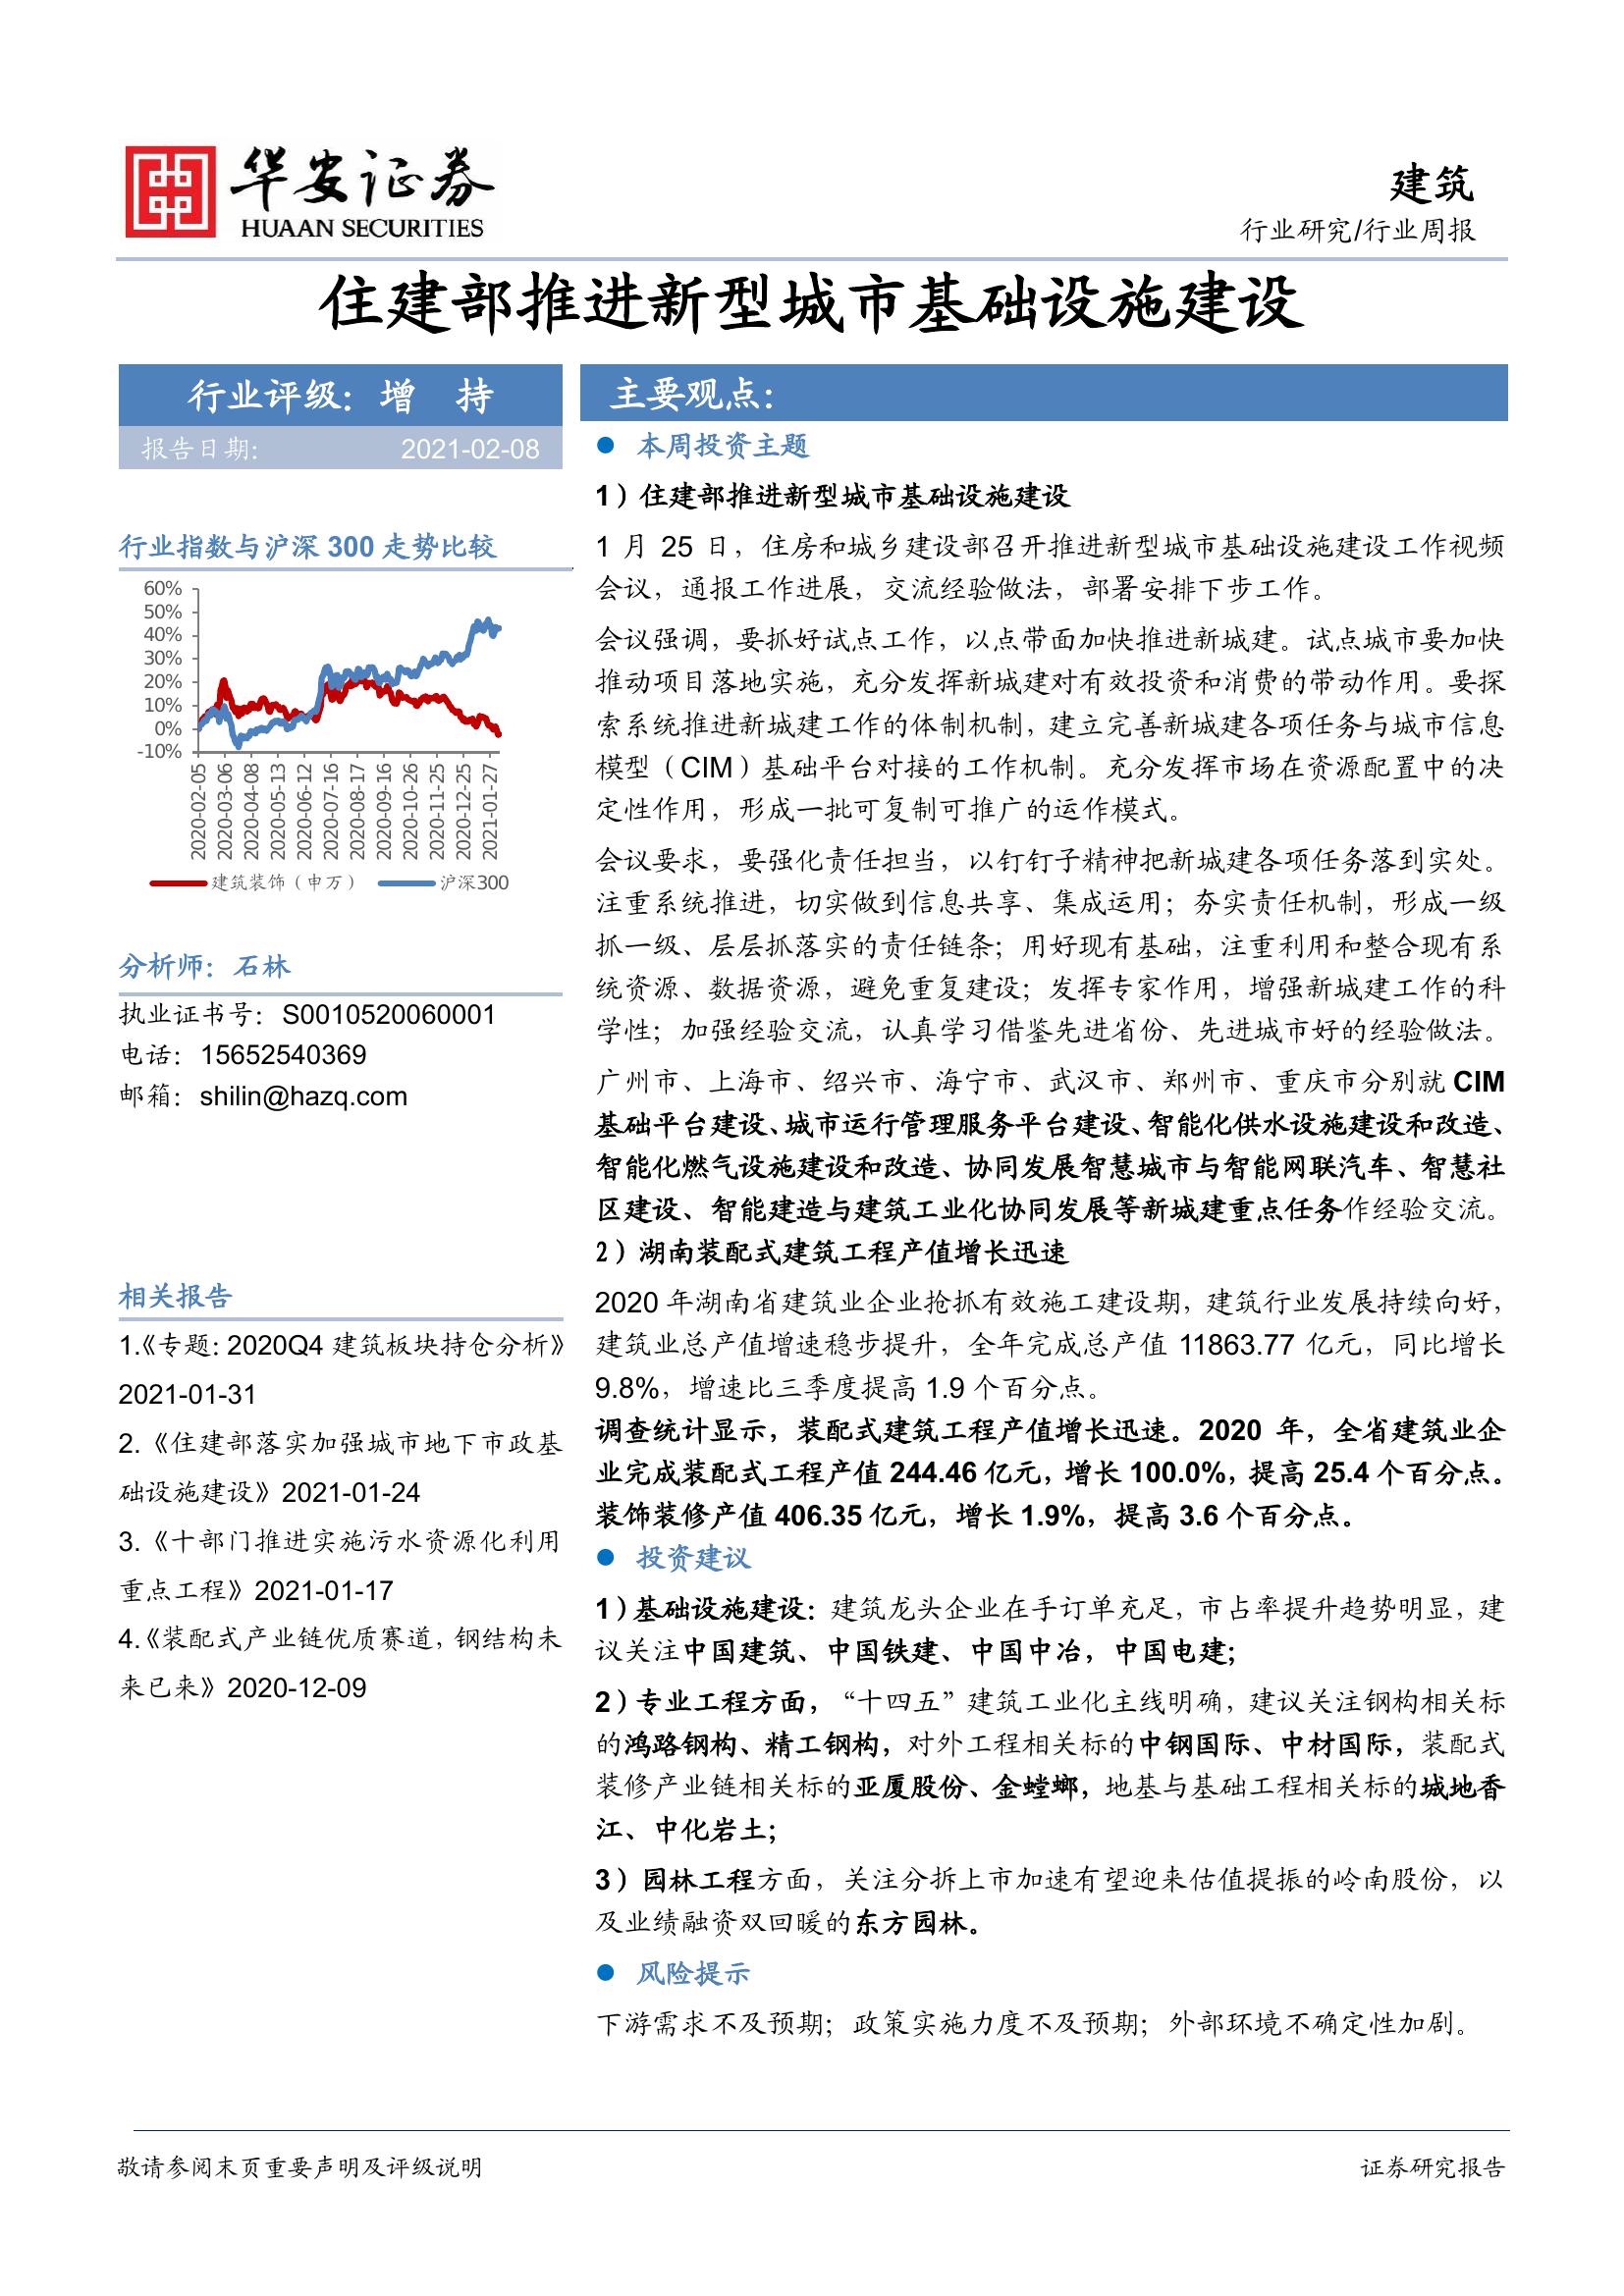 华安证券
HUAAN SECURITIES
建筑
行业研究/行业周报
住建部推进新型城市基础设施建设
行业评级：增 持
报告日期： 2021-02-08
行业指数与沪深 300 走势比较
60%
50%
40%
30%
20%
10%
0%
-10%
2020-02-05
2020-03-06
2020-04-08
2020-05-13
2020-06-12
2020-07-16
2020-08-17
2020-09-16
2020-10-26
2020-11-25
2020-12-25
2021-01-27
建筑装饰（申万） 沪深300
分析师：石林
执业证书号：S0010520060001
电话：15652540369
邮箱：shilin@hazq.com
相关报告
1.《专题：2020Q4 建筑板块持仓分析》
2021-01-31
2.《住建部落实加强城市地下市政基
础设施建设》2021-01-24
3.《十部门推进实施污水资源化利用
重点工程》2021-01-17
4.《装配式产业链优质赛道，钢结构未
来已来》2020-12-09
主要观点：
本周投资主题
1）住建部推进新型城市基础设施建设
1 月 25 日，住房和城乡建设部召开推进新型城市基础设施建设工作视频
会议，通报工作进展，交流经验做法，部署安排下步工作。
会议强调，要抓好试点工作，以点带面加快推进新城建。试点城市要加快
推动项目落地实施，充分发挥新城建对有效投资和消费的带动作用。要探
索系统推进新城建工作的体制机制，建立完善新城建各项任务与城市信息
模型（CIM）基础平台对接的工作机制。充分发挥市场在资源配置中的决
定性作用，形成一批可复制可推广的运作模式。
会议要求，要强化责任担当，以钉钉子精神把新城建各项任务落到实处。
注重系统推进，切实做到信息共享、集成运用；夯实责任机制，形成一级
抓一级、层层抓落实的责任链条；用好现有基础，注重利用和整合现有系
统资源、数据资源，避免重复建设；发挥专家作用，增强新城建工作的科
学性；加强经验交流，认真学习借鉴先进省份、先进城市好的经验做法。
广州市、上海市、绍兴市、海宁市、武汉市、郑州市、重庆市分别就 CIM
基础平台建设、城市运行管理服务平台建设、智能化供水设施建设和改造、
智能化燃气设施建设和改造、协同发展智慧城市与智能网联汽车、智慧社
区建设、智能建造与建筑工业化协同发展等新城建重点任务作经验交流。
2）湖南装配式建筑工程产值增长迅速
2020 年湖南省建筑业企业抢抓有效施工建设期，建筑行业发展持续向好，
建筑业总产值增速稳步提升，全年完成总产值 11863.77 亿元，同比增长
9.8%，增速比三季度提高 1.9 个百分点。
调查统计显示，装配式建筑工程产值增长迅速。2020 年，全省建筑业企
业完成装配式工程产值 244.46 亿元，增长 100.0%，提高 25.4 个百分点。
装饰装修产值 406.35 亿元，增长 1.9%，提高 3.6 个百分点。
投资建议
1）基础设施建设：建筑龙头企业在手订单充足，市占率提升趋势明显，建
议关注中国建筑、中国铁建、中国中冶，中国电建；
2）专业工程方面，“十四五”建筑工业化主线明确，建议关注钢构相关标
的鸿路钢构、精工钢构，对外工程相关标的中钢国际、中材国际，装配式
装修产业链相关标的亚厦股份、金螳螂，地基与基础工程相关标的城地香
江、中化岩土；
3）园林工程方面，关注分拆上市加速有望迎来估值提振的岭南股份，以
及业绩融资双回暖的东方园林。
风险提示
下游需求不及预期；政策实施力度不及预期；外部环境不确定性加剧。
敬请参阅末页重要声明及评级说明
证券研究报告